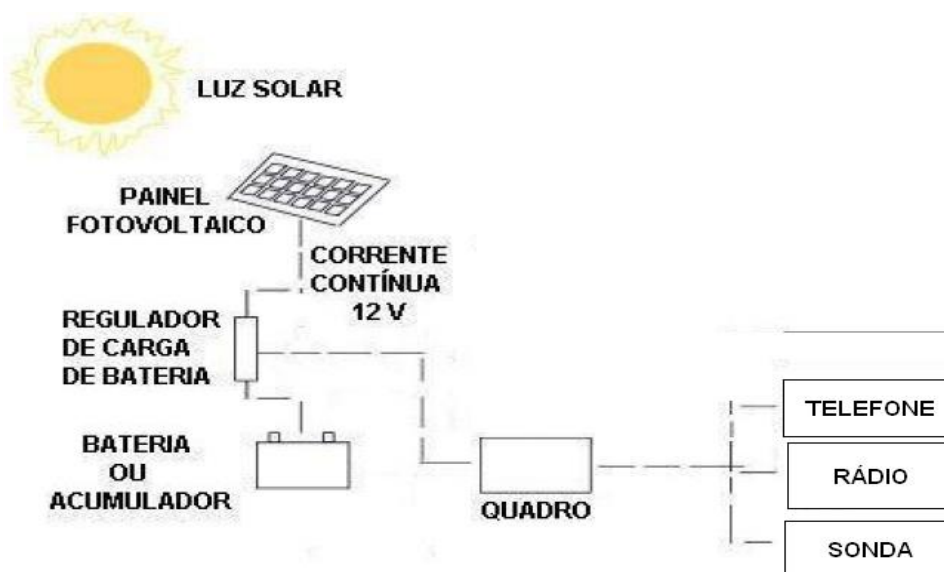 LUZ SOLAR
PAINEL
FOTOVOLTAICO
CORRENTE
CONTÍNUA
12 V
REGULADOR
DE CARGA
DE BATERIA
BATERIA
OU
ACUMULADOR
QUADRO
TELEFONE
RÁDIO
SONDA